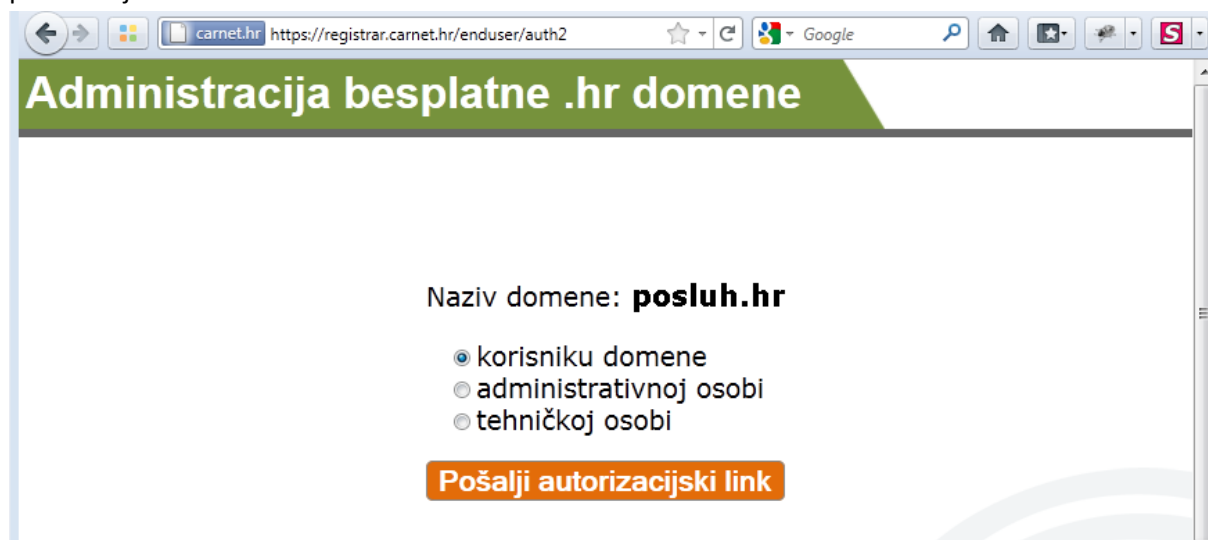 carnet.hr https://registrar.carnet.hr/enduser/auth2 Google
Administracija besplatne .hr domene
Naziv domene: posluh.hr
korisniku domene
administrativnoj osobi
tehničkoj osobi
Pošalji autorizacijski link